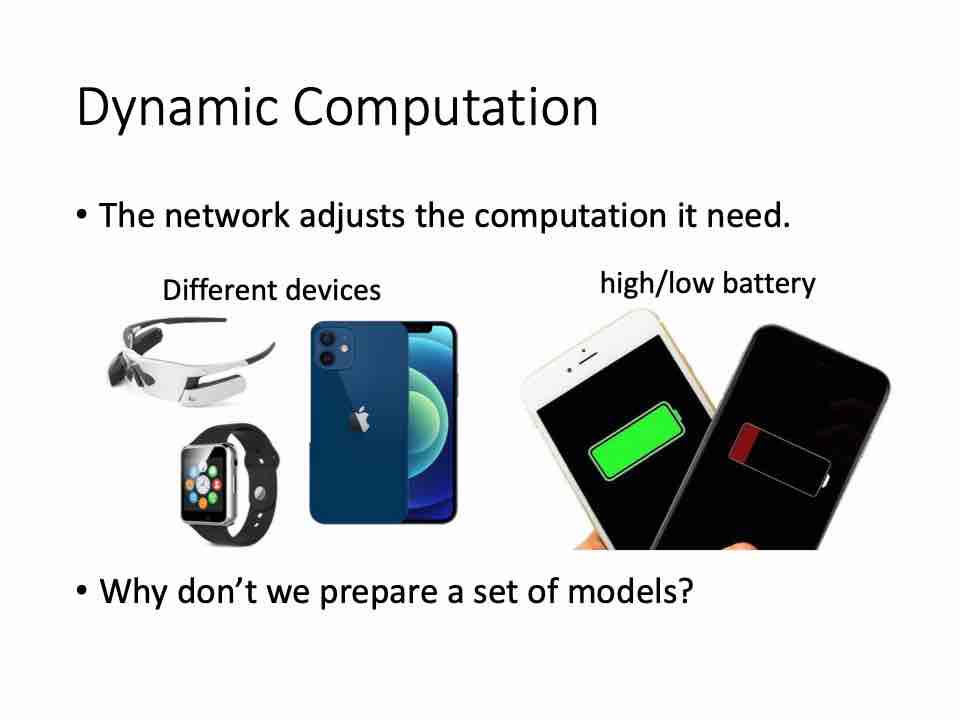 Dynamic Computation
• The network adjusts the computation it need.
Different devices
high/low battery
• Why don’t we prepare a set of models?